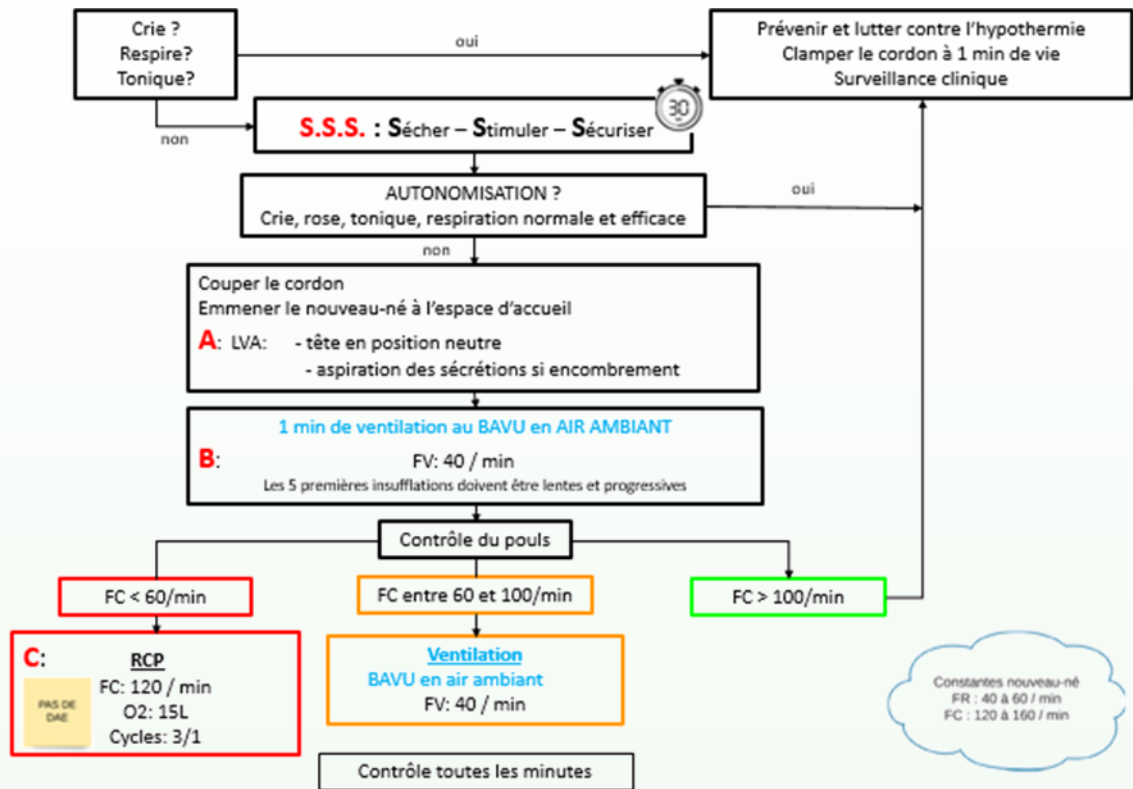 Crie ?
Respire?
Tonique?
oui
Prévenir et lutter contre l'hypothermie
Clamper le cordon à 1 min de vie
Surveillance clinique
non
30
S.S.S. : Sécher – Stimuler – Sécuriser
AUTONOMISATION ?
Crie, rose, tonique, respiration normale et efficace
oui
non
Couper le cordon
Emmener le nouveau-né à l'espace d'accueil
A: LVA: - tête en position neutre
- aspiration des sécrétions si encombrement
1 min de ventilation au BAVU en AIR AMBIANT
B: FV: 40 / min
Les 5 premières insufflations doivent être lentes et progressives
Contrôle du pouls
FC < 60/min
FC entre 60 et 100/min
FC > 100/min
C: RCP
FC: 120 / min
O2: 15L
Cycles: 3/1
PAS DE
DAE
Ventilation
BAVU en air ambiant
FV: 40 / min
Constantes nouveau-né
FR : 40 à 60 / min
FC : 120 à 160 / min
Contrôle toutes les minutes